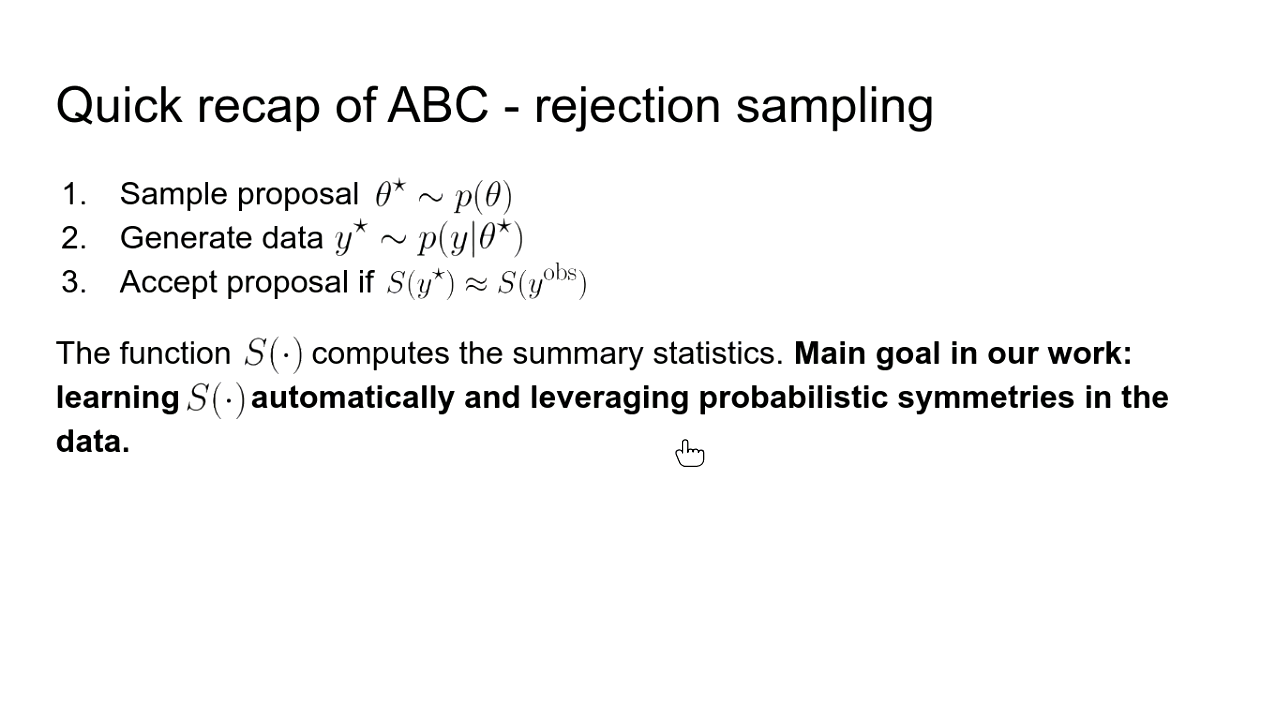 Quick recap of ABC - rejection sampling
1. Sample proposal θ⋆ ∼ p(θ)
2. Generate data y⋆ ∼ p(y|θ⋆)
3. Accept proposal if S(y⋆) ≈ S(y^obs)
The function S(·) computes the summary statistics. Main goal in our work:
learning S(·) automatically and leveraging probabilistic symmetries in the
data.